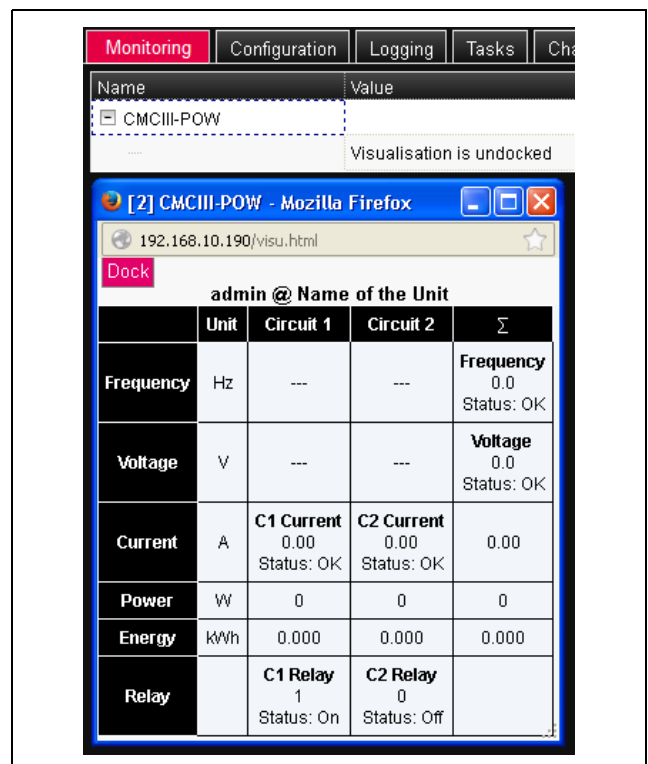 Monitoring Configuration Logging Tasks Cha
Name Value
CMCIII-POW
Visualisation is undocked
[2] CMCIII-POW - Mozilla Firefox
192.168.10.190/visu.html
Dock
admin @ Name of the Unit
Unit Circuit 1 Circuit 2 Σ
Frequency Hz --- --- Frequency
0.0
Status: OK
Voltage V --- --- Voltage
0.0
Status: OK
Current A C1 Current C2 Current 0.00
0.00 0.00
Status: OK Status: OK
Power W 0 0 0
Energy kWh 0.000 0.000 0.000
Relay C1 Relay C2 Relay
1 0
Status: On Status: Off